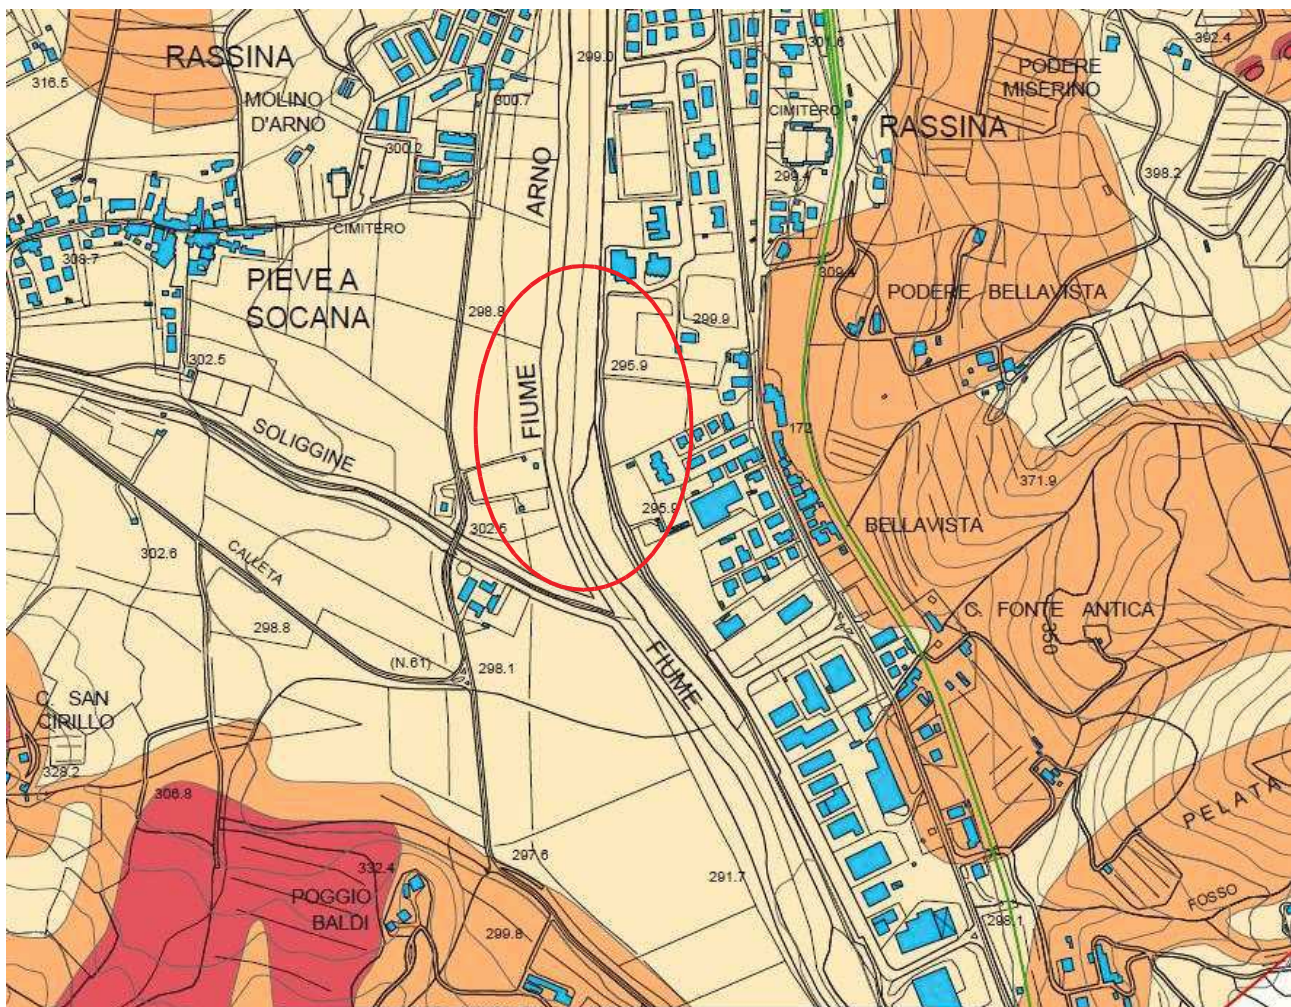 RASSINA
316.5
MOLINO
D'ARNO
300.7
300.2
299.0
301.6
392.4
PODERE
MISERINO
CIMITERO
RASSINA
299.4
398.2
ARNO
CIMITERO
308.7
PIEVE A
SOCANA
309.4
PODERE BELLAVISTA
298.8
299.9
302.5
295.9
FIUME
SOLIGGINE
172
371.9
295.9
302.5
BELLAVISTA
302.6
CALLETA
298.8
C. FONTE ANTICA
350
(N.61)
298.1
FIUME
C. SAN
CIRILLO
328.2
306.8
PELATA
332.4
297.6
291.7
POGGIO
BALDI
299.8
298.1
FOSSO